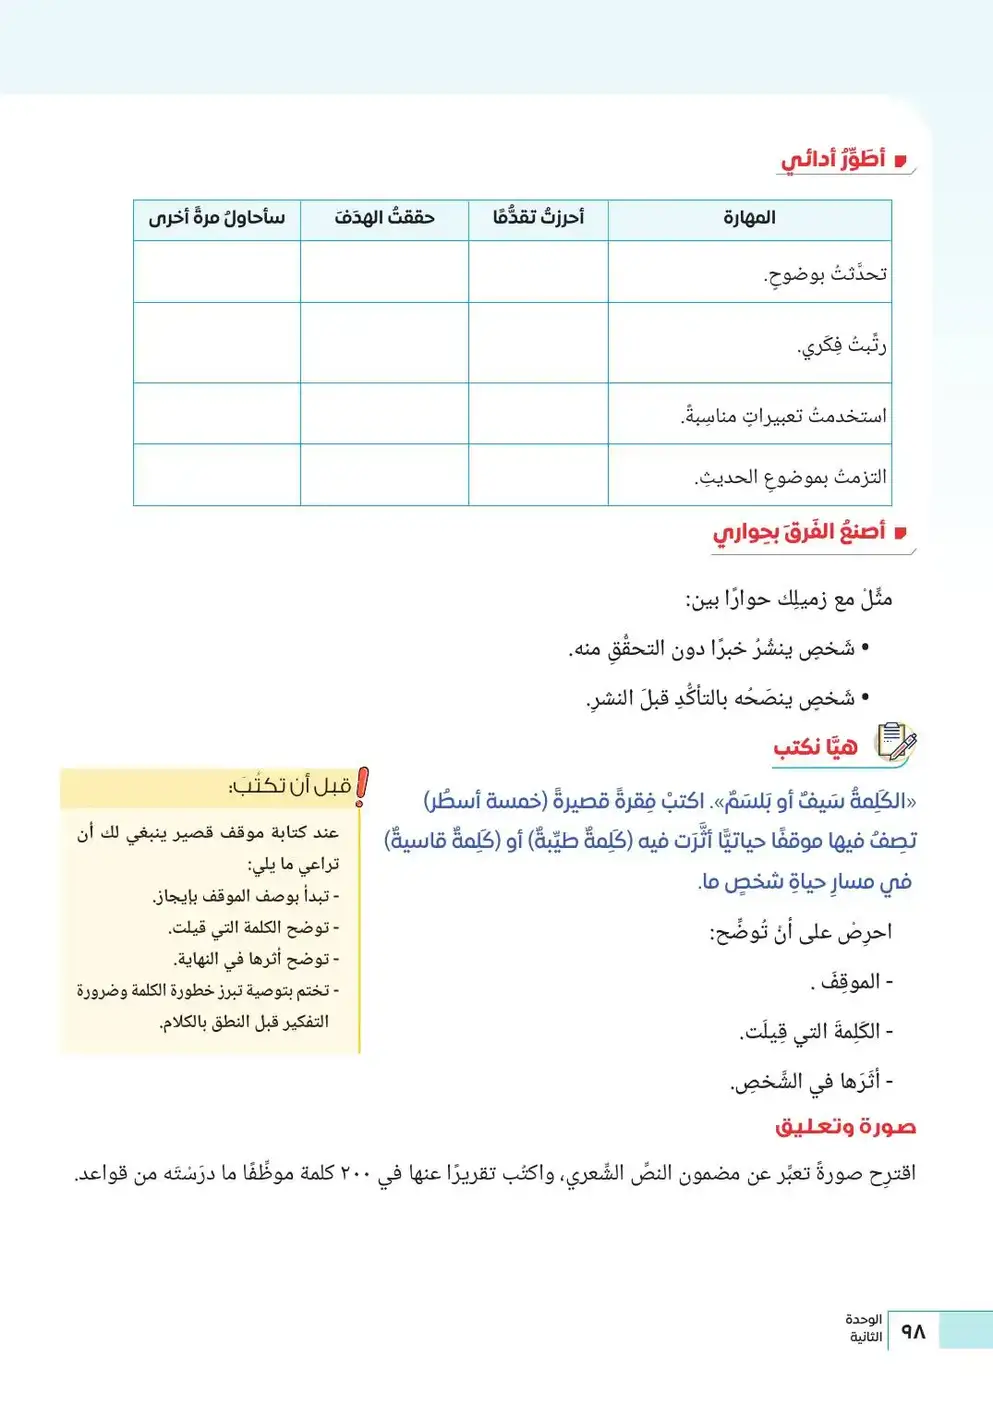 أطَوِّرُ أدائي
المهارة أحرزتُ تقدُّمًا حققتُ الهدَفَ سأحاولُ مرةً أخرى
تحدَّثتُ بوضوحِ.
رتَّبتُ فِكَري.
استخدمتُ تعبيراتٍ مناسِبةً.
التزمتُ بموضوعِ الحديثِ.
أصنعُ الفَرقَ بحِواري
مثَّلْ مع زميلِك حوارًا بين:
• شَخصٍ ينشُرُ خبرًا دون التحقُّقِ منه.
• شَخصٍ ينصَحُه بالتأكُّدِ قبلَ النشرِ.
هيَّا نكتب
«الكَلِمةُ سَيفٌ أو بَلسَمٌ». اكتبْ فِقرةً قصيرةً (خمسة أسطُر)
تصِفُ فيها موقفًا حياتيًّا أثَّرَت فيه (كَلِمةٌ طيِّبةٌ) أو (كَلِمةٌ قاسيةٌ)
في مسارِ حياةِ شخصٍ ما.
احرِصْ على أنْ تُوضِّح:
- الموقِفَ .
- الكَلِمةَ التي قِيلَت.
- أثَرَها في الشَّخصِ.
قبل أن تكتُبَ:
عند كتابة موقف قصير ينبغي لك أن
تراعي ما يلي:
- تبدأ بوصف الموقف بإيجاز.
- توضح الكلمة التي قيلت.
- توضح أثرها في النهاية.
- تختم بتوصية تبرز خطورة الكلمة وضرورة
التفكير قبل النطق بالكلام.
صورة وتعليق
اقترِح صورةً تعبِّر عن مضمون النصِّ الشِّعري، واكتُب تقريرًا عنها في ٢٠٠ كلمة موظِّفًا ما درَسْتَه من قواعد.
٩٨
الوحدة
الثانية